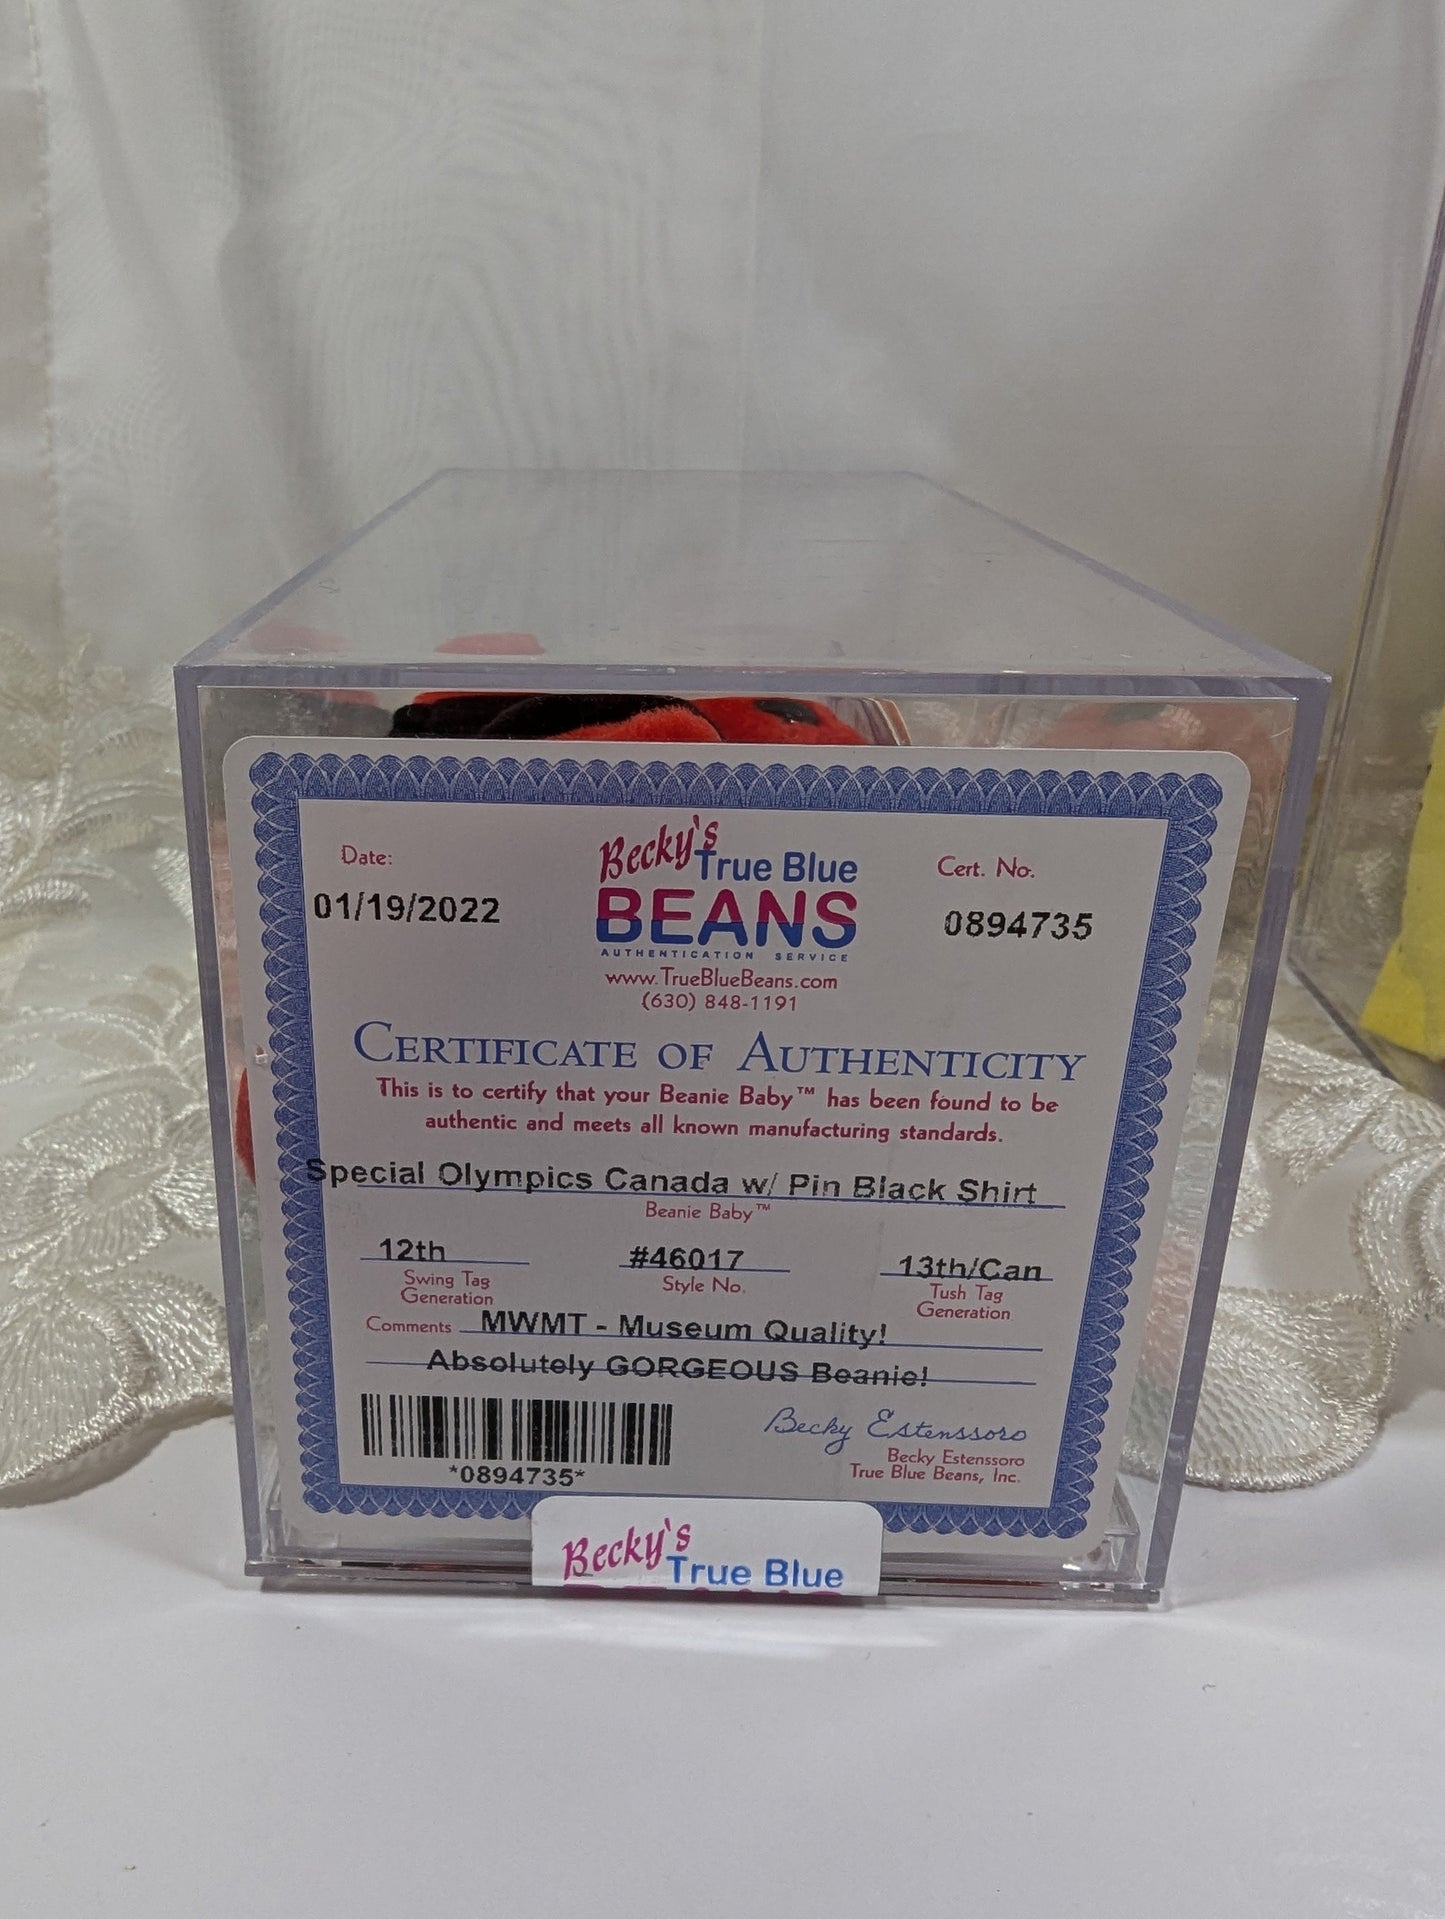 Date:
01/19/2022
Becky's
True Blue
BEANS
AUTHENTICATION SERVICE
www.TrueBlueBeans.com
(630) 848-1191
Cert. No.
0894735
CERTIFICATE OF AUTHENTICITY
This is to certify that your Beanie Baby™ has been found to be
authentic and meets all known manufacturing standards.
Special Olympics Canada w/ Pin Black Shirt
Beanie Baby™
12th
Swing Tag
Generation
#46017
Style No.
13th/Can
Tush Tag
Generation
Comments MWMT - Museum Quality!
Absolutely GORGEOUS Beanie!
*0894735*
Becky Estenssoro
Becky Estenssoro
True Blue Beans, Inc.
Becky's
True Blue